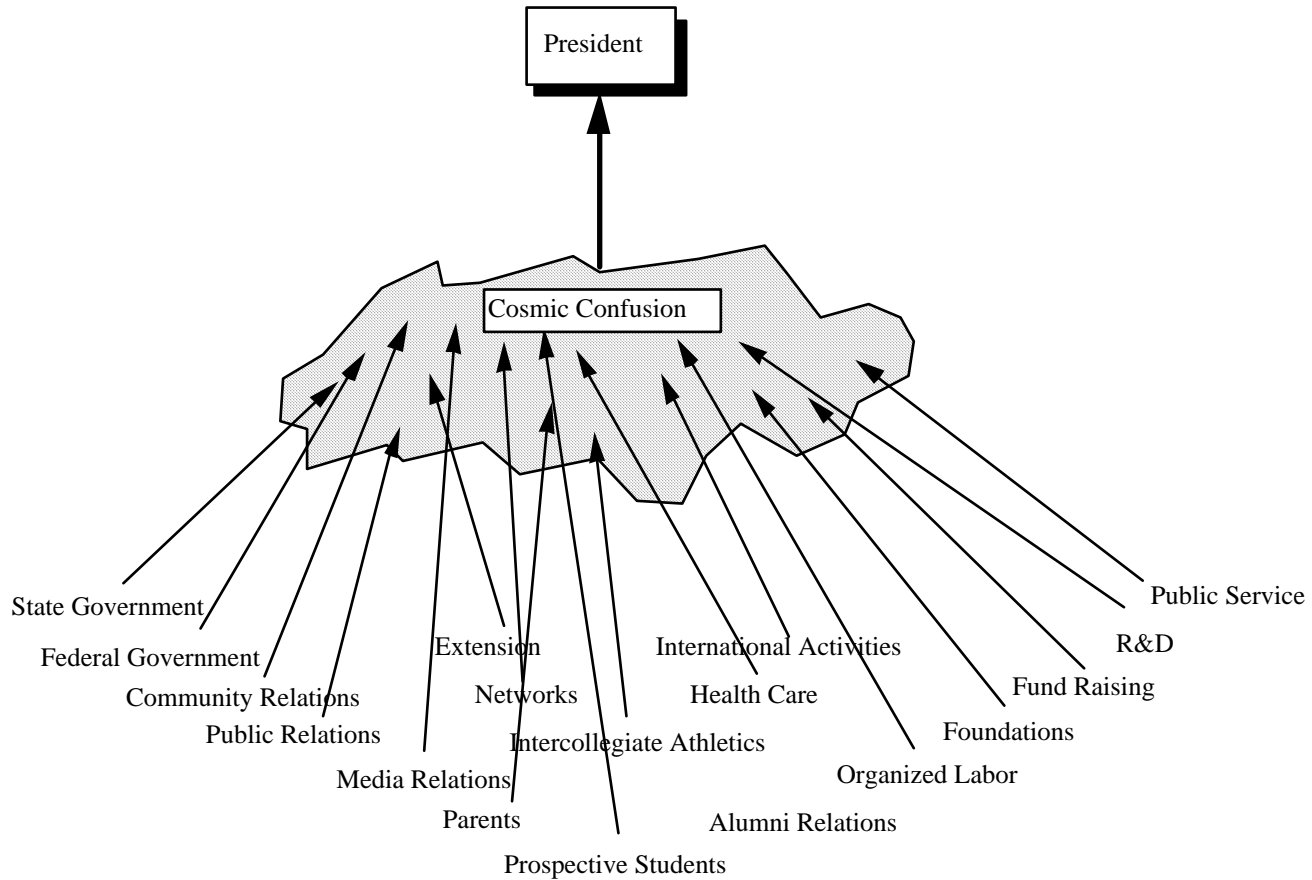 President
Cosmic Confusion
State Government
Public Service
Extension
International Activities
R&D
Federal Government
Community Relations
Networks
Health Care
Fund Raising
Public Relations
Intercollegiate Athletics
Foundations
Media Relations
Organized Labor
Parents
Alumni Relations
Prospective Students